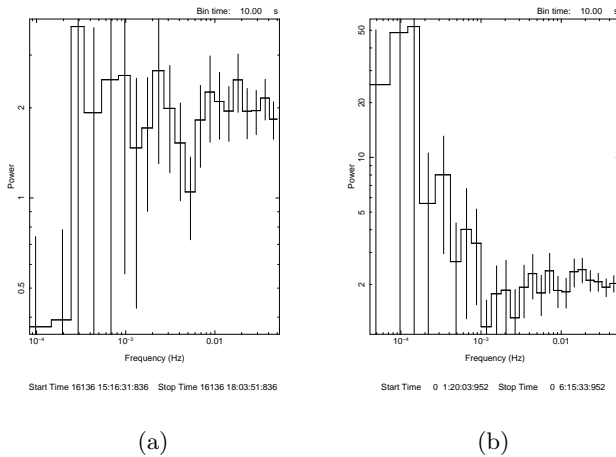 Bin time: 10.00 s
Power
0.5
1
2
10⁻⁴
10⁻³
0.01
Frequency (Hz)
Start Time 16136 15:16:31:836 Stop Time 16136 18:03:51:836
(a)
Bin time: 10.00 s
Power
2
5
10
20
50
10⁻⁴
10⁻³
0.01
Frequency (Hz)
Start Time 0 1:20:03:952 Stop Time 0 6:15:33:952
(b)